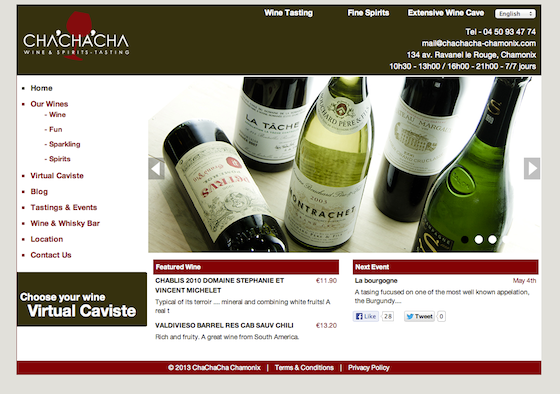 Wine Tasting Fine Spirits Extensive Wine Cave English
CHA'CHA'CHA
WINE & SPIRITS - TASTING
Tel - 04 50 93 47 74
mail@chachacha-chamonix.com
134 av. Ravanel le Rouge, Chamonix
10h30 - 13h00 / 16h00 - 21h00 - 7/7 jours
Home
Our Wines
- Wine
- Fun
- Sparkling
- Spirits
Virtual Caviste
Blog
Tastings & Events
Wine & Whisky Bar
Location
Contact Us
Choose your wine
Virtual Caviste
LA TÂCHE
PETRVS
BOUCHARD PÈRE & FILS
2003
MONTRACHET
Featured Wine
CHABLIS 2010 DOMAINE STEPHANIE ET VINCENT MICHELET €11.90
Typical of its terroir .... mineral and combining white fruits! A
real t
VALDIVIESO BARREL RES CAB SAUV CHILI €13.20
Rich and fruity. A great wine from South America.
Next Event
La bourgogne May 4th
A tasting fucused on one of the most well known appelation,
the Burgundy....
Like 28 Tweet 0
© 2013 ChaChaCha Chamonix | Terms & Conditions | Privacy Policy